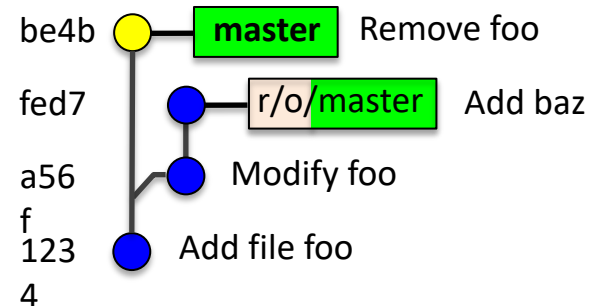 be4b master Remove foo
fed7 r/o/master Add baz
a56
f Modify foo
123
4 Add file foo